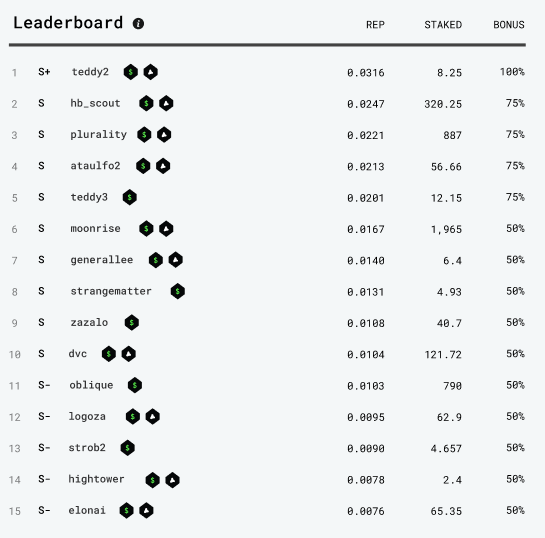 Leaderboard i REP STAKED BONUS
1 S+ teddy2 $ 0.0316 8.25 100%
2 S hb_scout $ 0.0247 320.25 75%
3 S plurality $ 0.0221 887 75%
4 S ataulfo2 $ 0.0213 56.66 75%
5 S teddy3 $ 0.0201 12.15 75%
6 S moonrise $ 0.0167 1,965 50%
7 S generallee $ 0.0140 6.4 50%
8 S strangematter $ 0.0131 4.93 50%
9 S zazalo $ 0.0108 40.7 50%
10 S dvc $ 0.0104 121.72 50%
11 S- oblique $ 0.0103 790 50%
12 S- logoza $ 0.0095 62.9 50%
13 S- strob2 $ 0.0090 4.657 50%
14 S- hightower $ 0.0078 2.4 50%
15 S- elonai $ 0.0076 65.35 50%